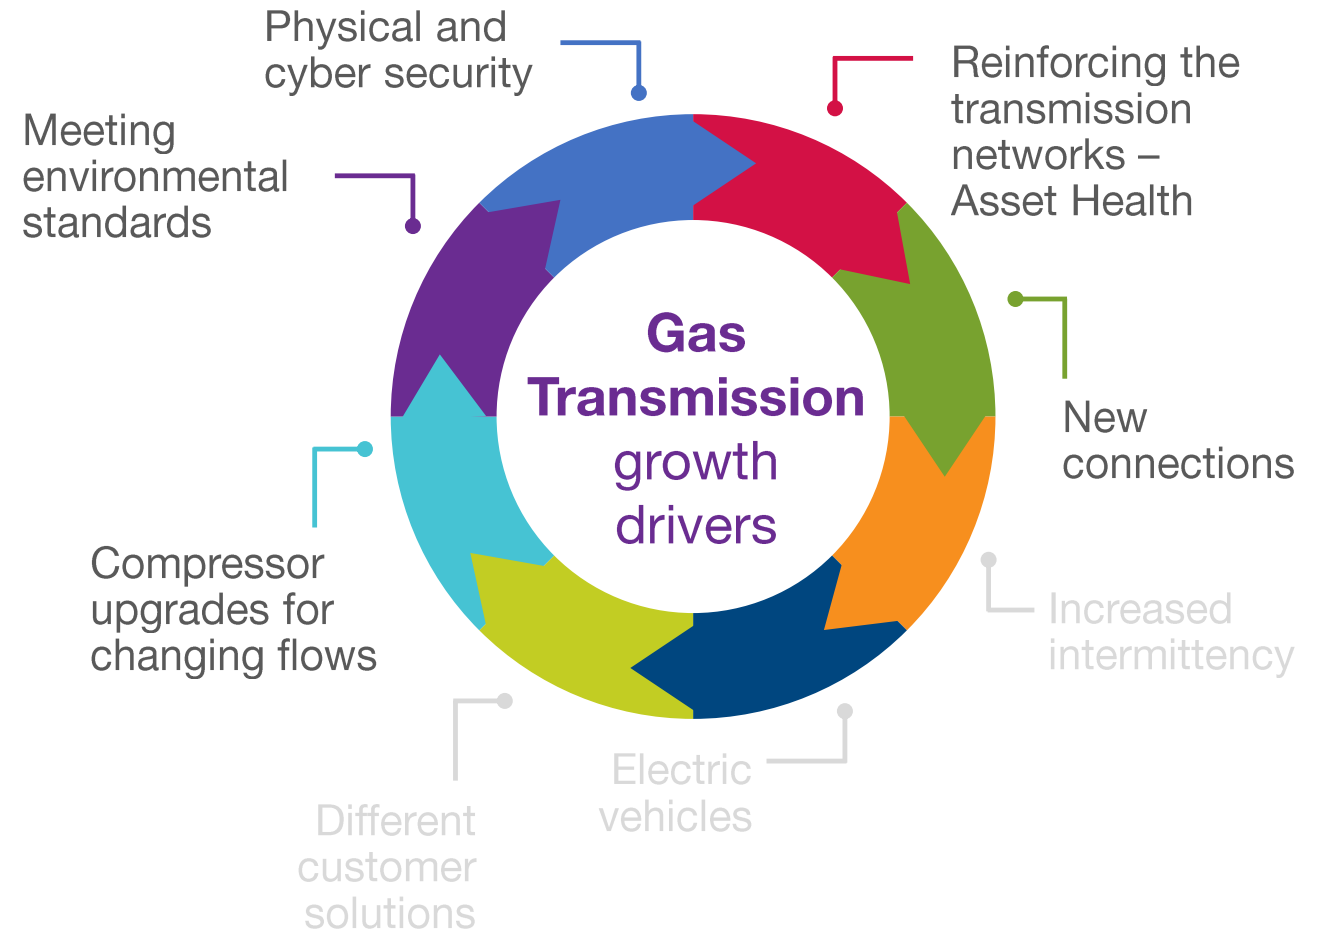 Physical and
cyber security
Reinforcing the
transmission
networks –
Asset Health
Meeting
environmental
standards
Gas
Transmission
growth
drivers
New
connections
Compressor
upgrades for
changing flows
Increased
intermittency
Electric
vehicles
Different
customer
solutions